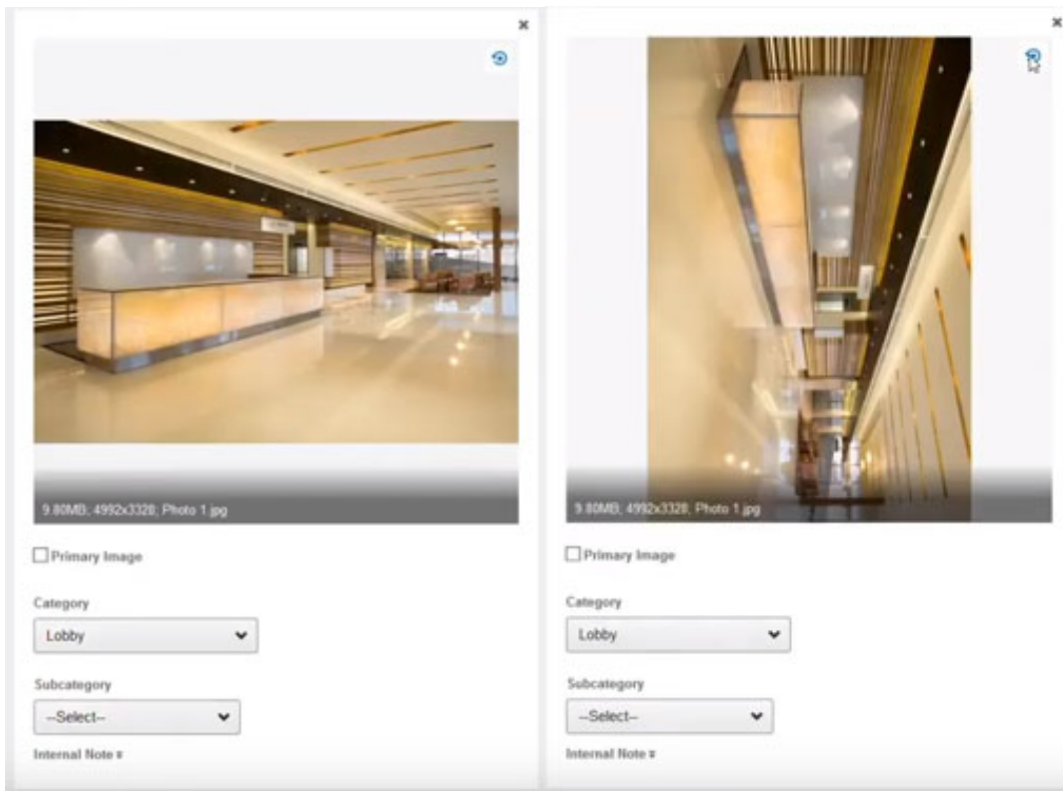 9.80MB, 4992x3328, Photo 1.jpg
Primary Image
Category
Lobby
Subcategory
--Select--
Internal Note
9.80MB, 4992x3328, Photo 1.jpg
Primary Image
Category
Lobby
Subcategory
--Select--
Internal Note